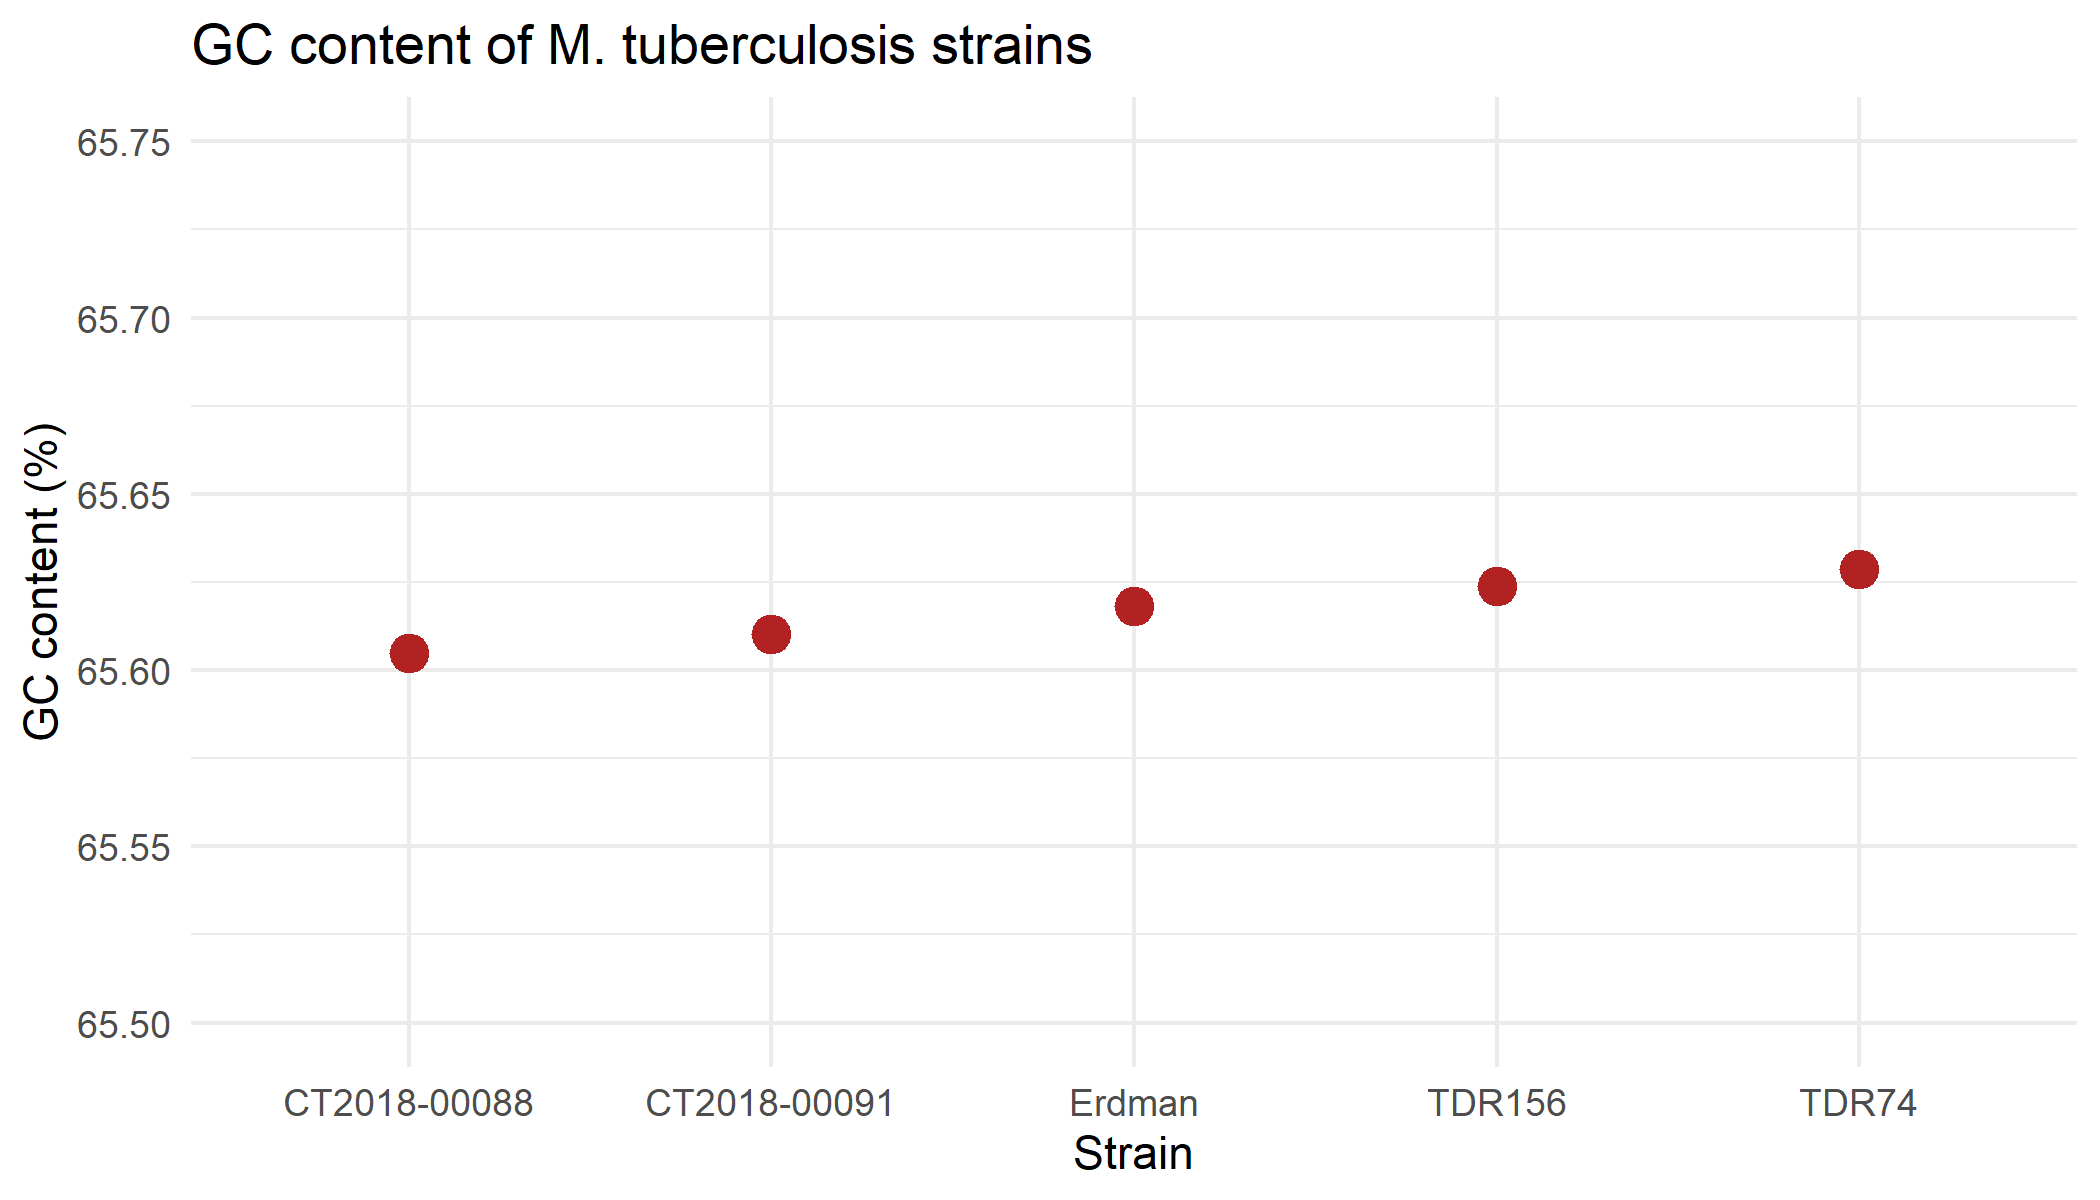 GC content of M. tuberculosis strains
65.75
65.70
65.65
65.60
65.55
65.50
GC content (%)
CT2018-00088
CT2018-00091
Erdman
TDR156
TDR74
Strain